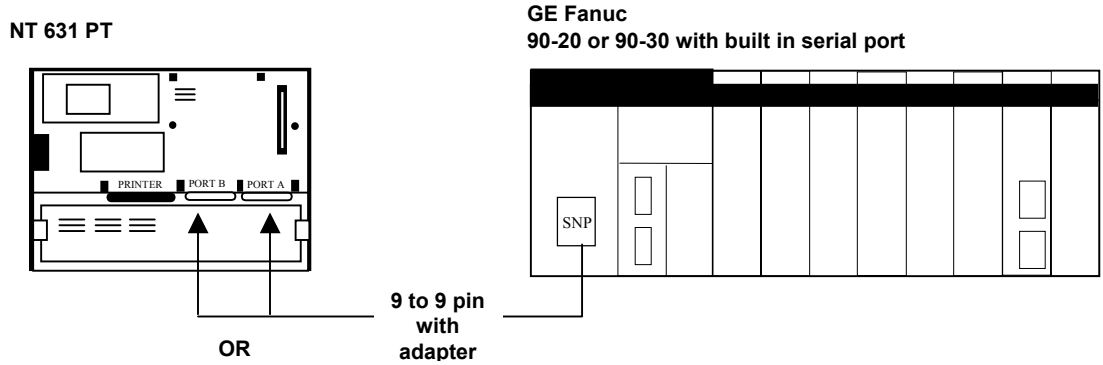 NT 631 PT
GE Fanuc
90-20 or 90-30 with built in serial port
PRINTER
PORT B
PORT A
SNP
9 to 9 pin
with
adapter
OR